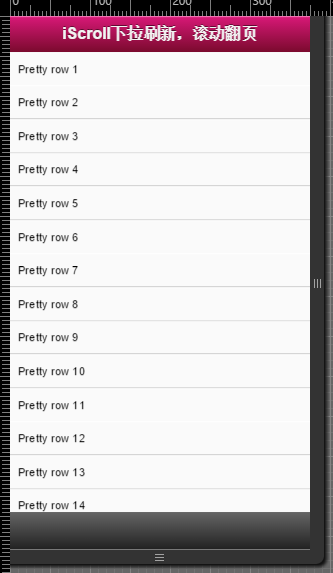 0 100 200 300
iScroll下拉刷新，滚动翻页
Pretty row 1
Pretty row 2
Pretty row 3
Pretty row 4
Pretty row 5
Pretty row 6
Pretty row 7
Pretty row 8
Pretty row 9
Pretty row 10
Pretty row 11
Pretty row 12
Pretty row 13
Pretty row 14